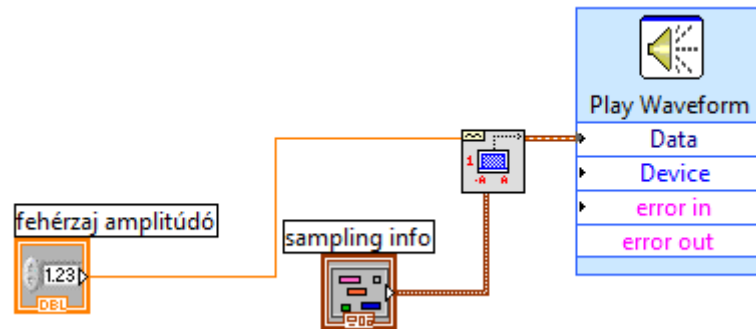 Play Waveform
Data
Device
error in
error out
1
-A A
fehérzaj amplitúdó
1.23
DBL
sampling info